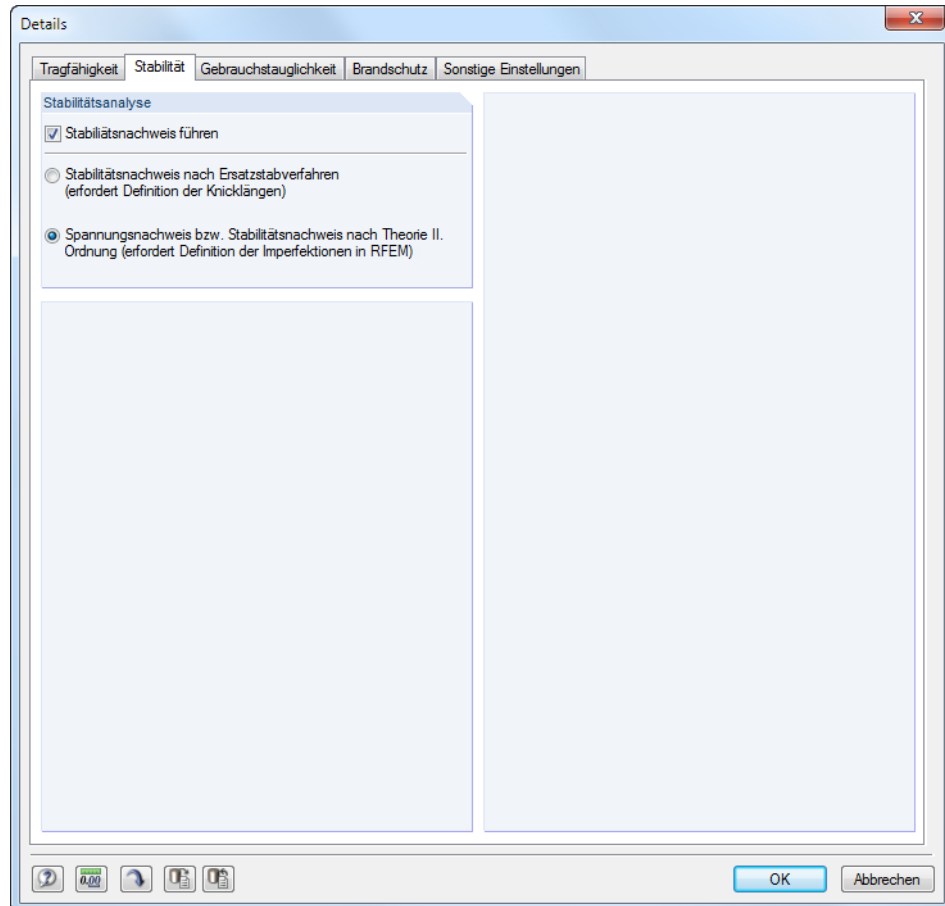 Details
Tragfähigkeit Stabilität Gebrauchstauglichkeit Brandschutz Sonstige Einstellungen
Stabilitätsanalyse
Stabiliätsnachweis führen
Stabilitätsnachweis nach Ersatzstabverfahren
(erfordert Definition der Knicklängen)
Spannungsnachweis bzw. Stabilitätsnachweis nach Theorie II.
Ordnung (erfordert Definition der Imperfektionen in RFEM)
0.00
OK Abbrechen